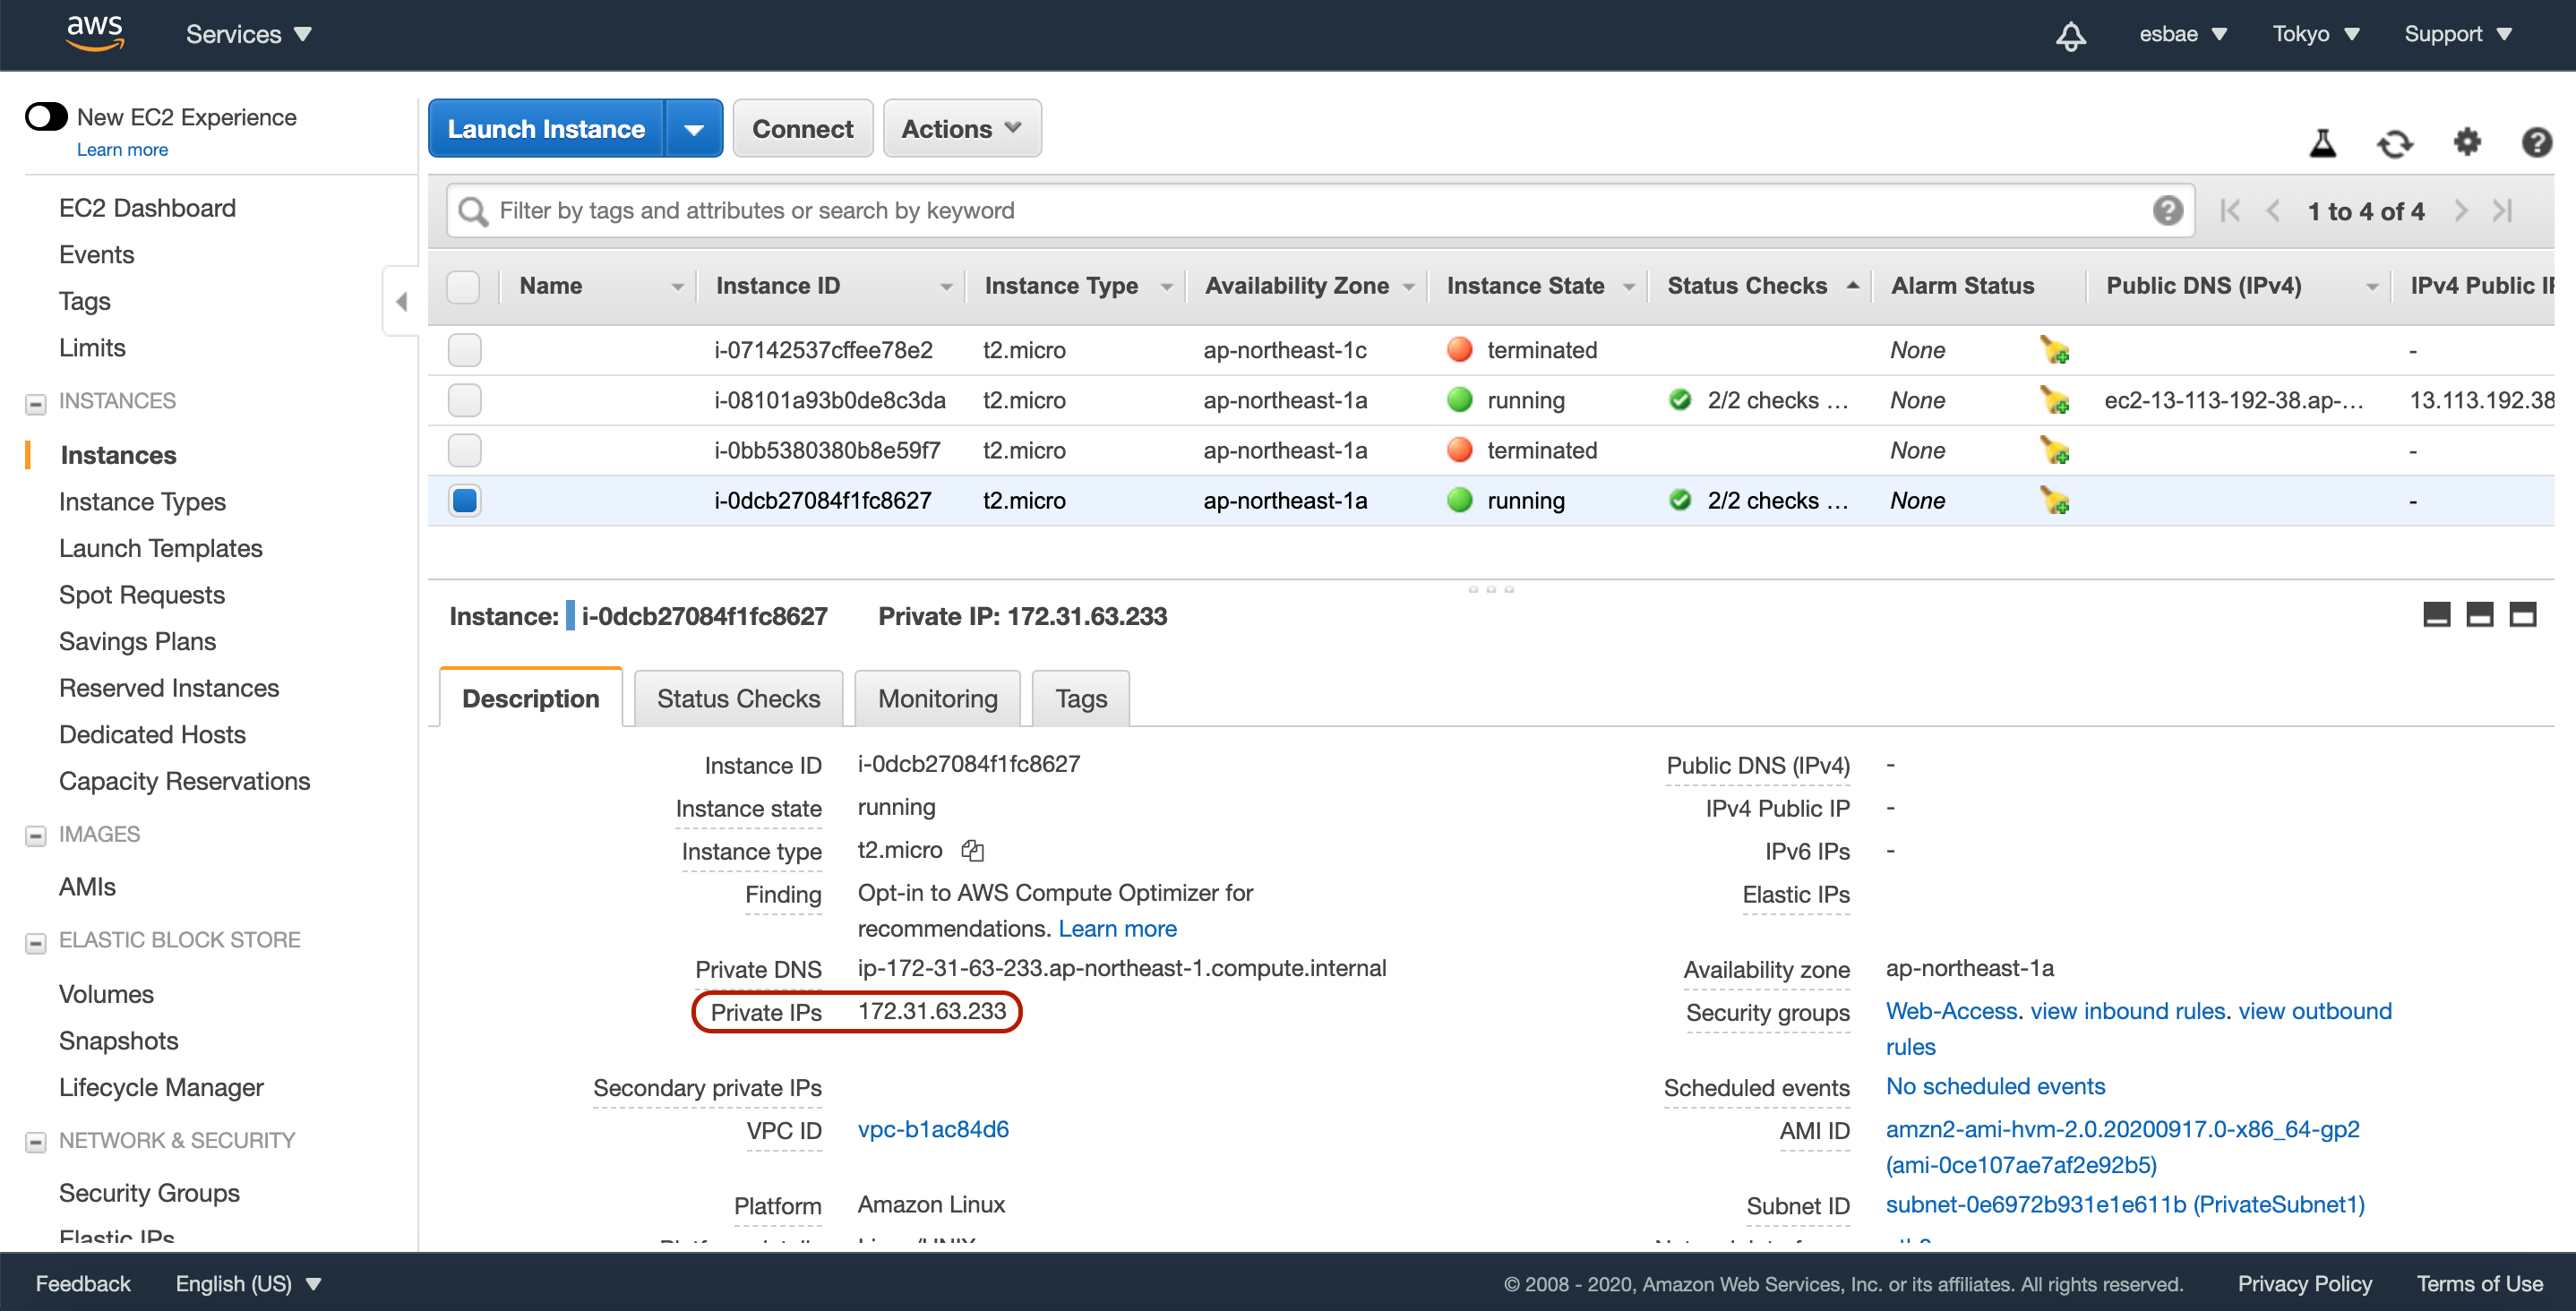 aws Services esbae Tokyo Support
New EC2 Experience
Learn more
EC2 Dashboard
Events
Tags
Limits
INSTANCES
Instances
Instance Types
Launch Templates
Spot Requests
Savings Plans
Reserved Instances
Dedicated Hosts
Capacity Reservations
IMAGES
AMIs
ELASTIC BLOCK STORE
Volumes
Snapshots
Lifecycle Manager
NETWORK & SECURITY
Security Groups
Elastic IPs
Launch Instance Connect Actions
Filter by tags and attributes or search by keyword 1 to 4 of 4
Name Instance ID Instance Type Availability Zone Instance State Status Checks Alarm Status Public DNS (IPv4) IPv4 Public IP
i-07142537cffee78e2 t2.micro ap-northeast-1c terminated None -
i-08101a93b0de8c3da t2.micro ap-northeast-1a running 2/2 checks ... None ec2-13-113-192-38.ap-... 13.113.192.38
i-0bb5380380b8e59f7 t2.micro ap-northeast-1a terminated None -
i-0dcb27084f1fc8627 t2.micro ap-northeast-1a running 2/2 checks ... None -
Instance: i-0dcb27084f1fc8627 Private IP: 172.31.63.233
Description Status Checks Monitoring Tags
Instance ID i-0dcb27084f1fc8627
Instance state running
Instance type t2.micro
Finding Opt-in to AWS Compute Optimizer for
recommendations. Learn more
Private DNS ip-172-31-63-233.ap-northeast-1.compute.internal
Private IPs 172.31.63.233
Secondary private IPs
VPC ID vpc-b1ac84d6
Platform Amazon Linux
Public DNS (IPv4) -
IPv4 Public IP -
IPv6 IPs -
Elastic IPs
Availability zone ap-northeast-1a
Security groups Web-Access. view inbound rules. view outbound
rules
Scheduled events No scheduled events
AMI ID amzn2-ami-hvm-2.0.20200917.0-x86_64-gp2
(ami-0ce107ae7af2e92b5)
Subnet ID subnet-0e6972b931e1e611b (PrivateSubnet1)
Feedback English (US) © 2008 - 2020, Amazon Web Services, Inc. or its affiliates. All rights reserved. Privacy Policy Terms of Use